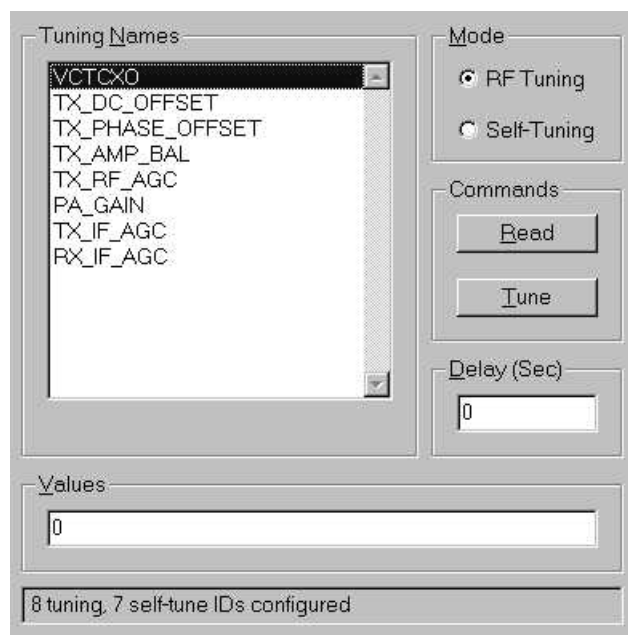 Tuning Names
VCTCXO
TX_DC_OFFSET
TX_PHASE_OFFSET
TX_AMP_BAL
TX_RF_AGC
PA_GAIN
TX_IF_AGC
RX_IF_AGC
Mode
RF Tuning
Self-Tuning
Commands
Read
Tune
Delay (Sec)
0
Values
0
8 tuning, 7 self-tune IDs configured